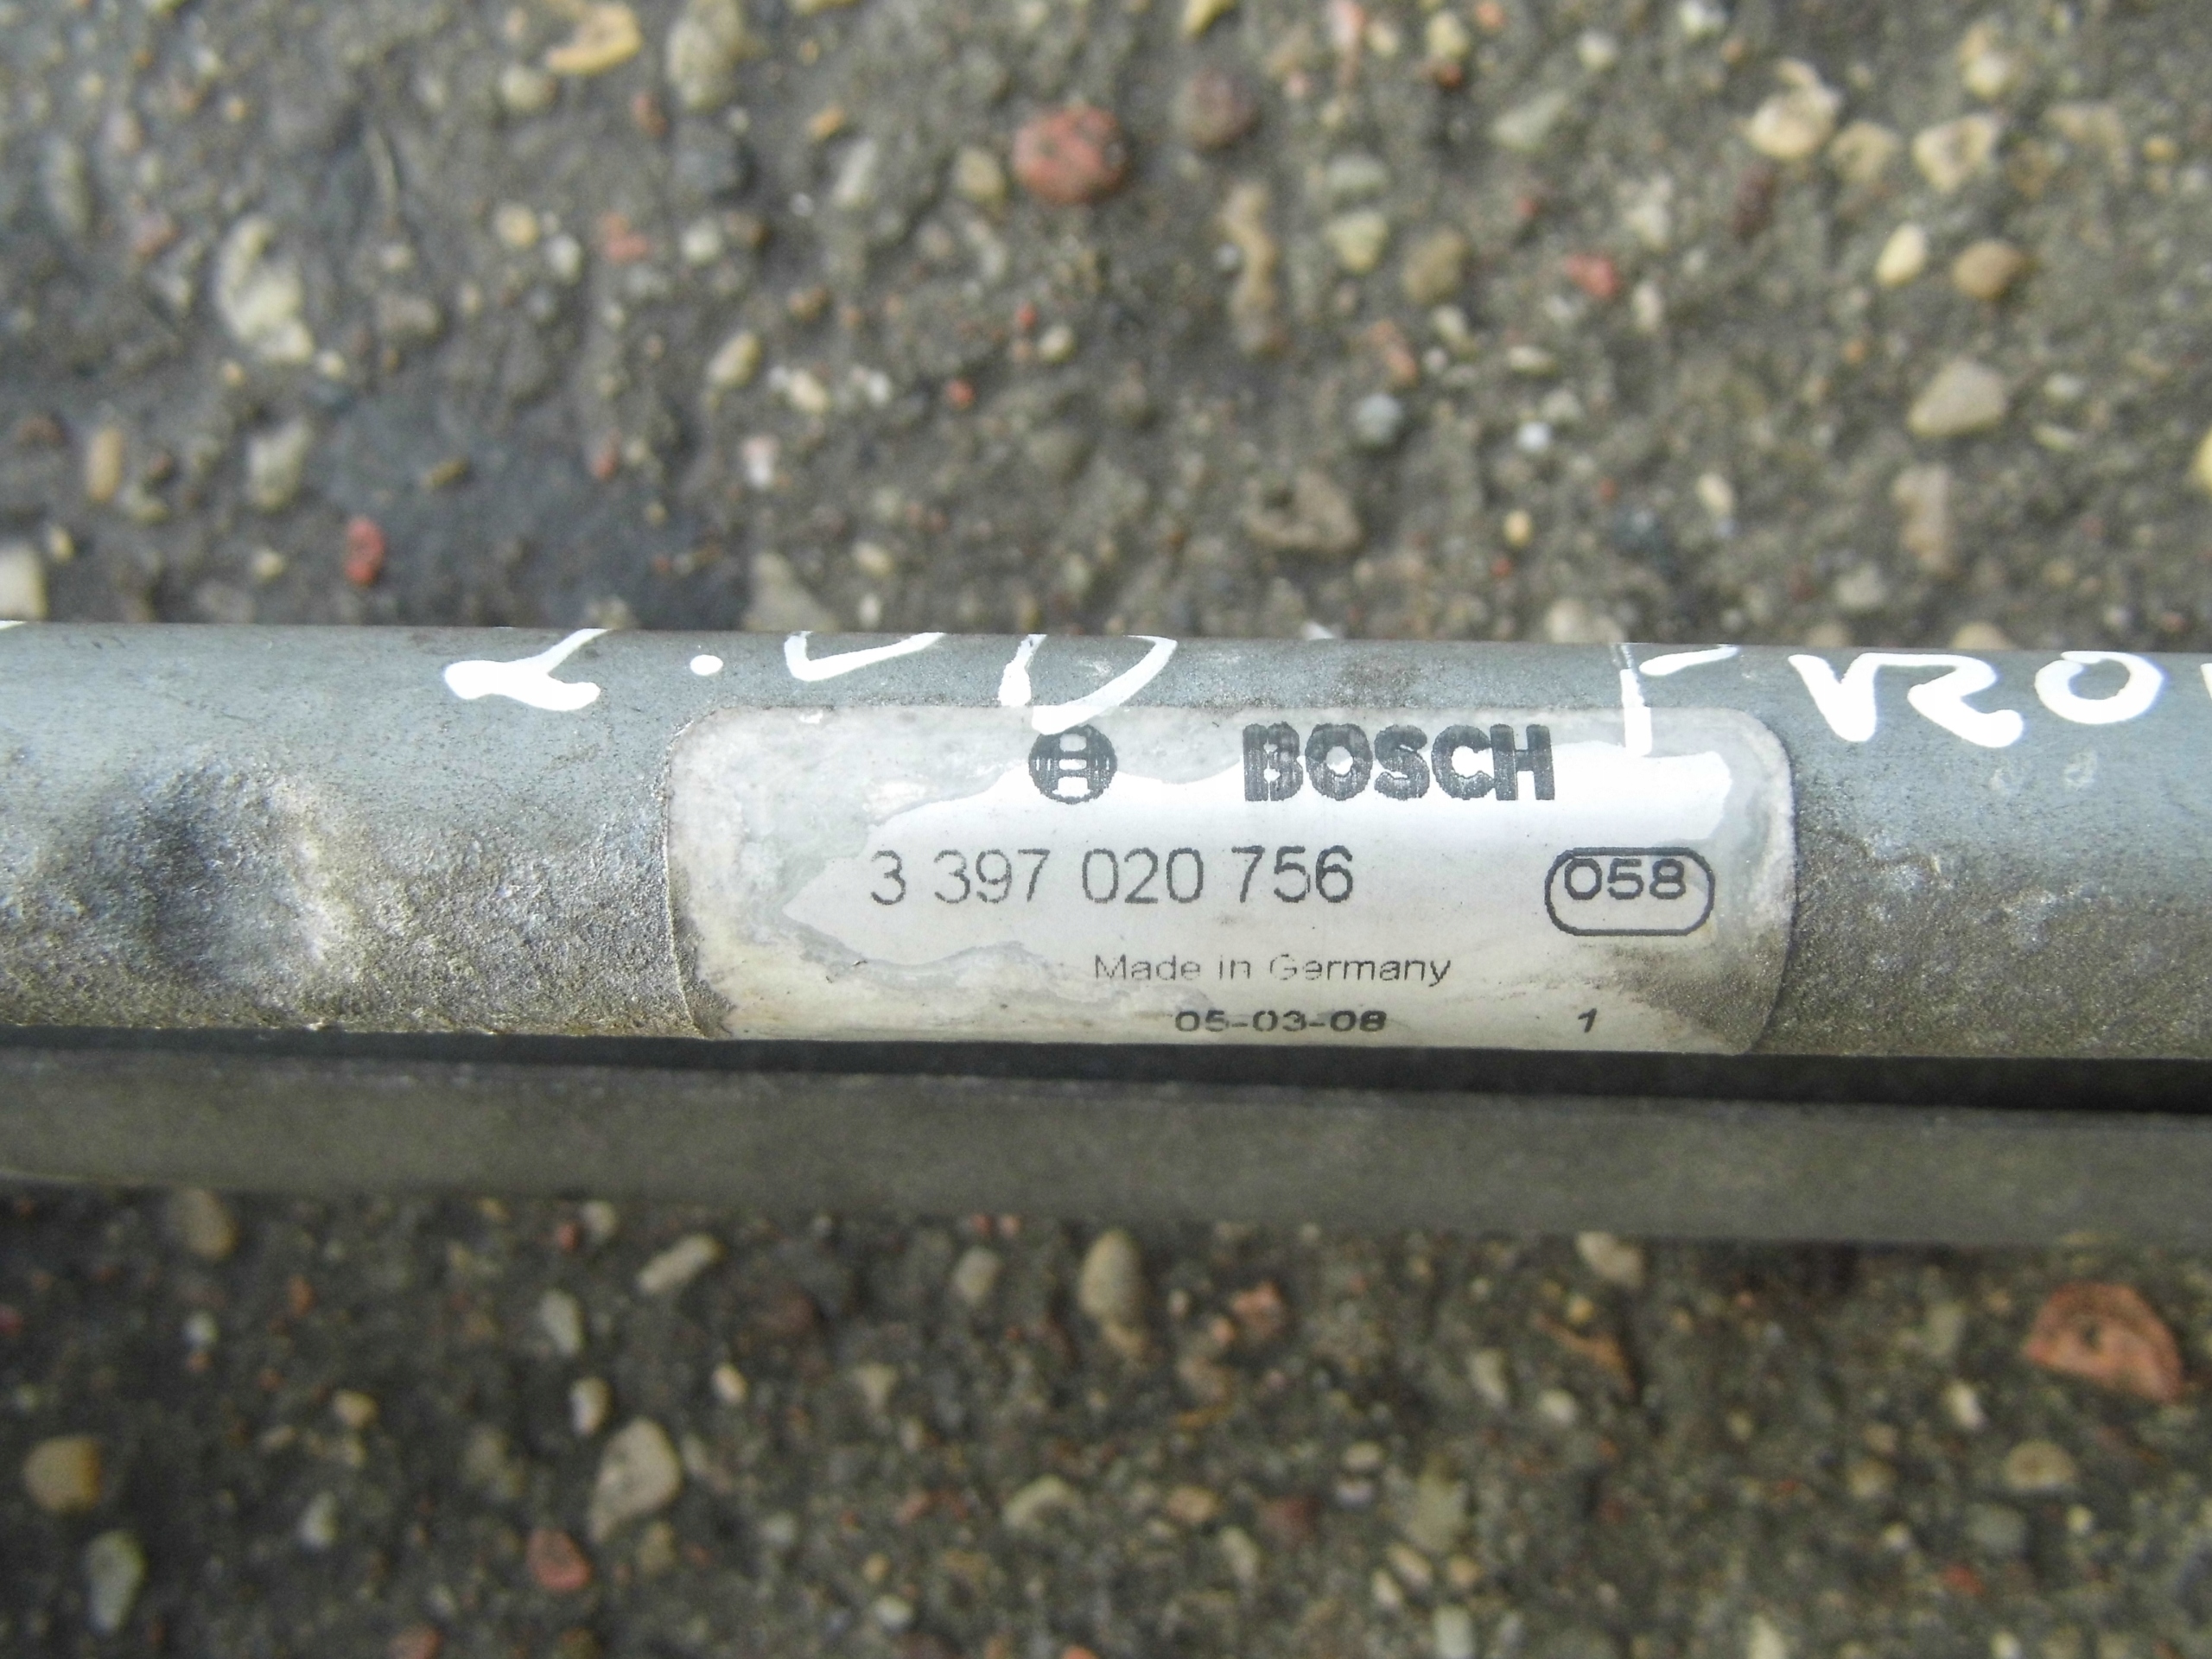 BOSCH
3 397 020 756 058
Made in Germany
05-03-08 1